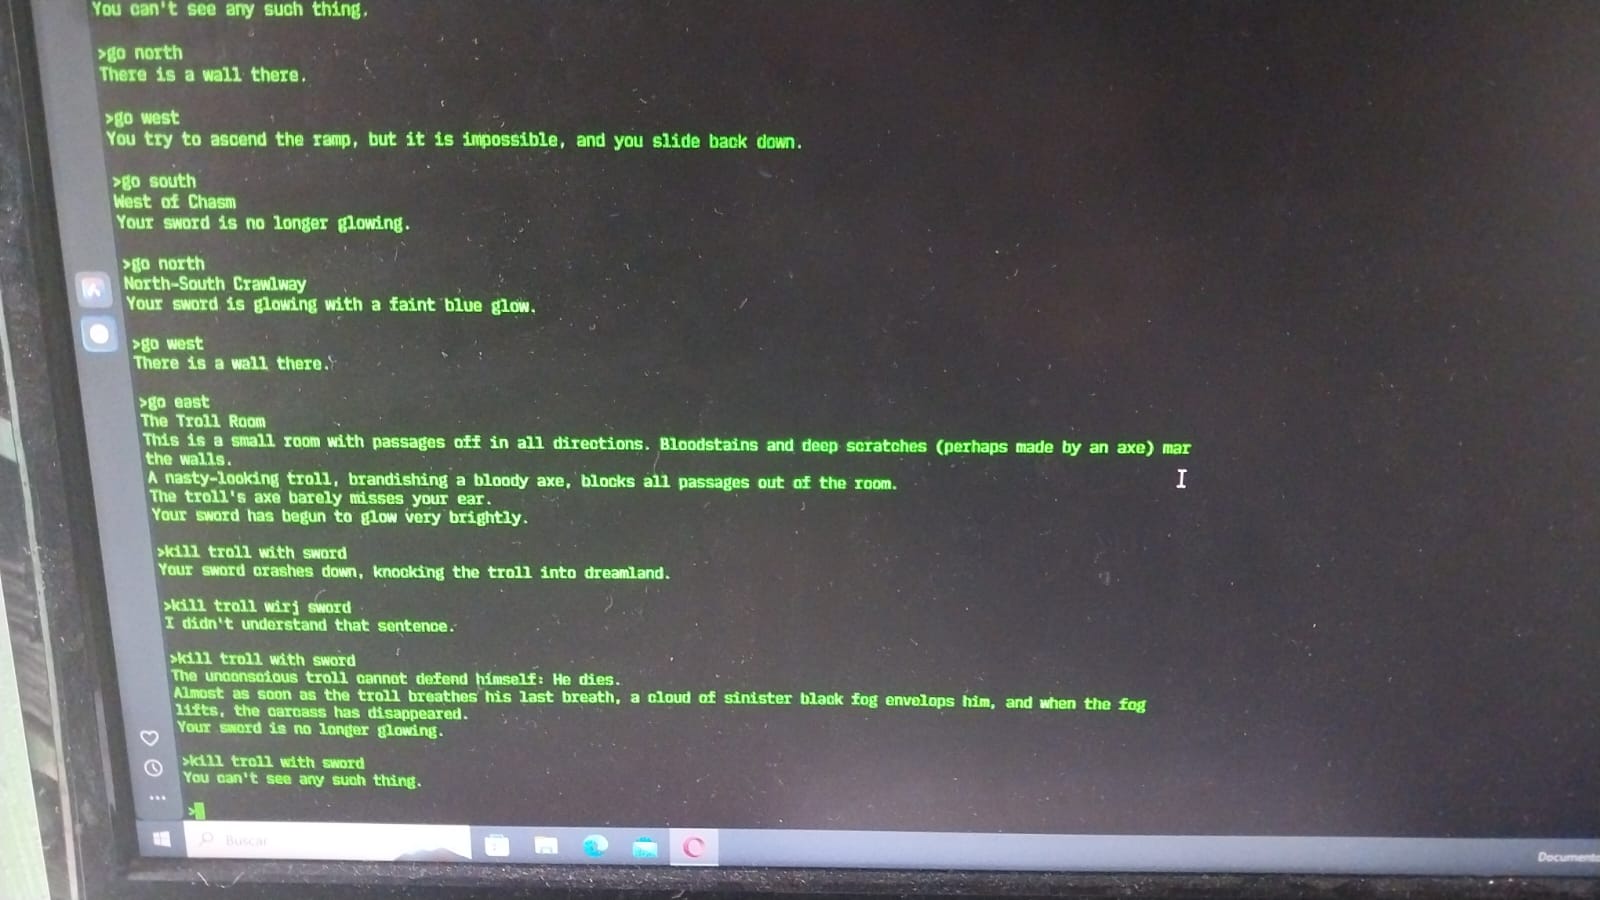 You can't see any such thing.
>go north
There is a wall there.
>go west
You try to ascend the ramp, but it is impossible, and you slide back down.
>go south
West of Chasm
Your sword is no longer glowing.
>go north
North-South Crawlway
Your sword is glowing with a faint blue glow.
>go west
There is a wall there.
>go east
The Troll Room
This is a small room with passages off in all directions. Bloodstains and deep scratches (perhaps made by an axe) mar
the walls.
A nasty-looking troll, brandishing a bloody axe, blocks all passages out of the room.
The troll's axe barely misses your ear.
Your sword has begun to glow very brightly.
>kill troll with sword
Your sword crashes down, knocking the troll into dreamland.
>kill troll wirj sword
I didn't understand that sentence.
>kill troll with sword
The unconscious troll cannot defend himself: He dies.
Almost as soon as the troll breathes his last breath, a cloud of sinister black fog envelops him, and when the fog
lifts, the carcass has disappeared.
Your sword is no longer glowing.
>kill troll with sword
You can't see any such thing.
>
Buscar